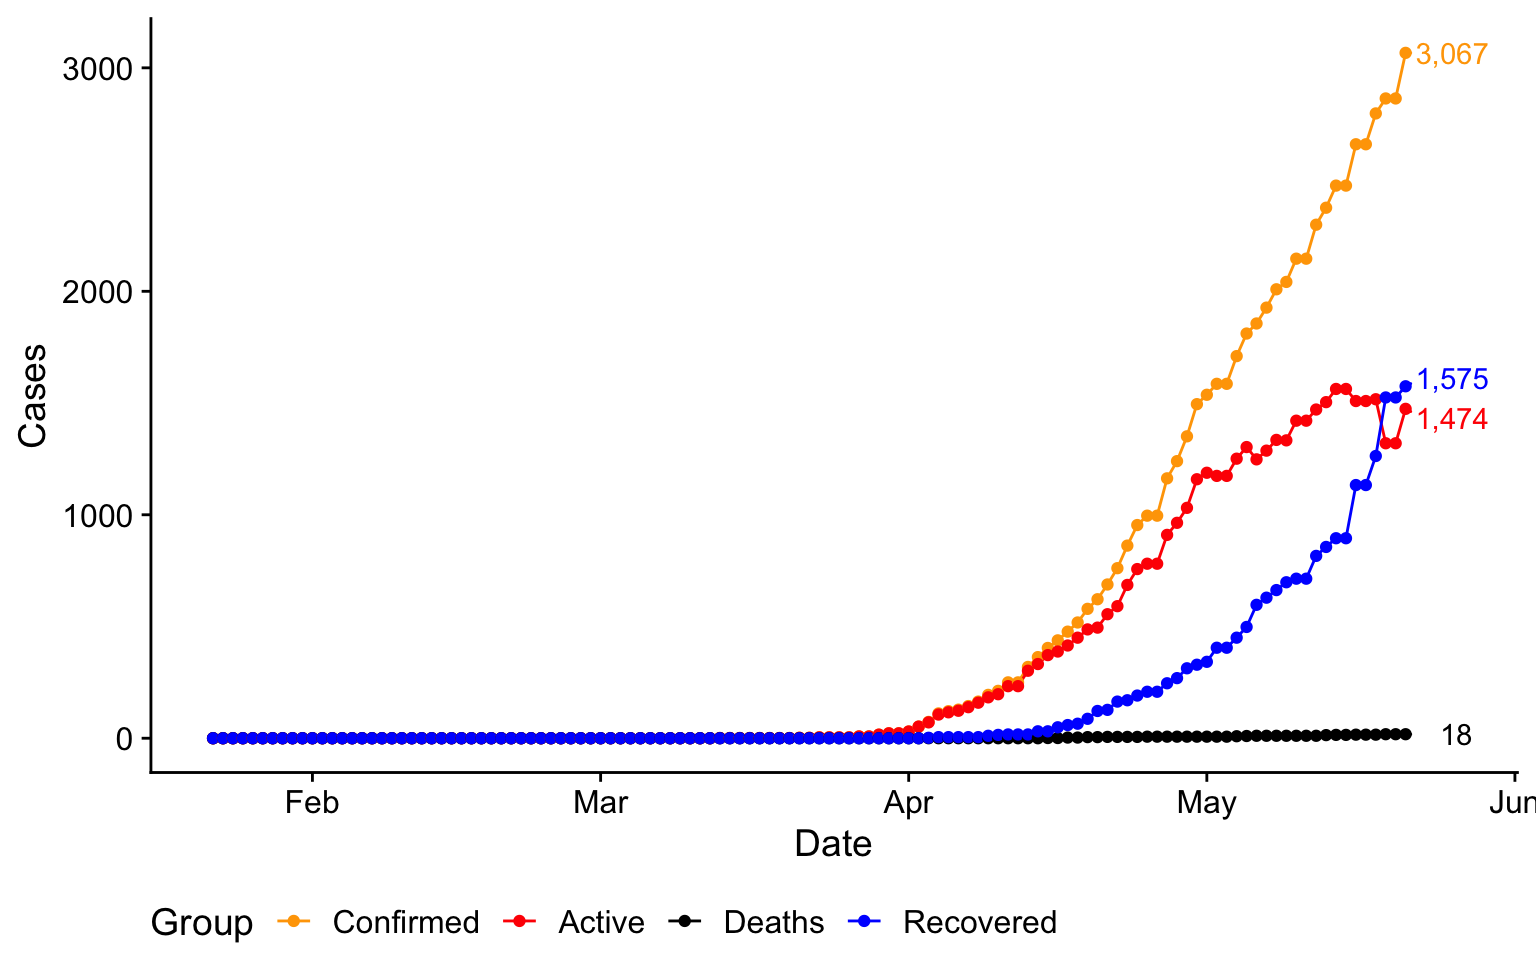 3000
2000
1000
0
Cases
3,067
1,575
1,474
18
Feb Mar Apr May Jun
Date
Group Confirmed Active Deaths Recovered